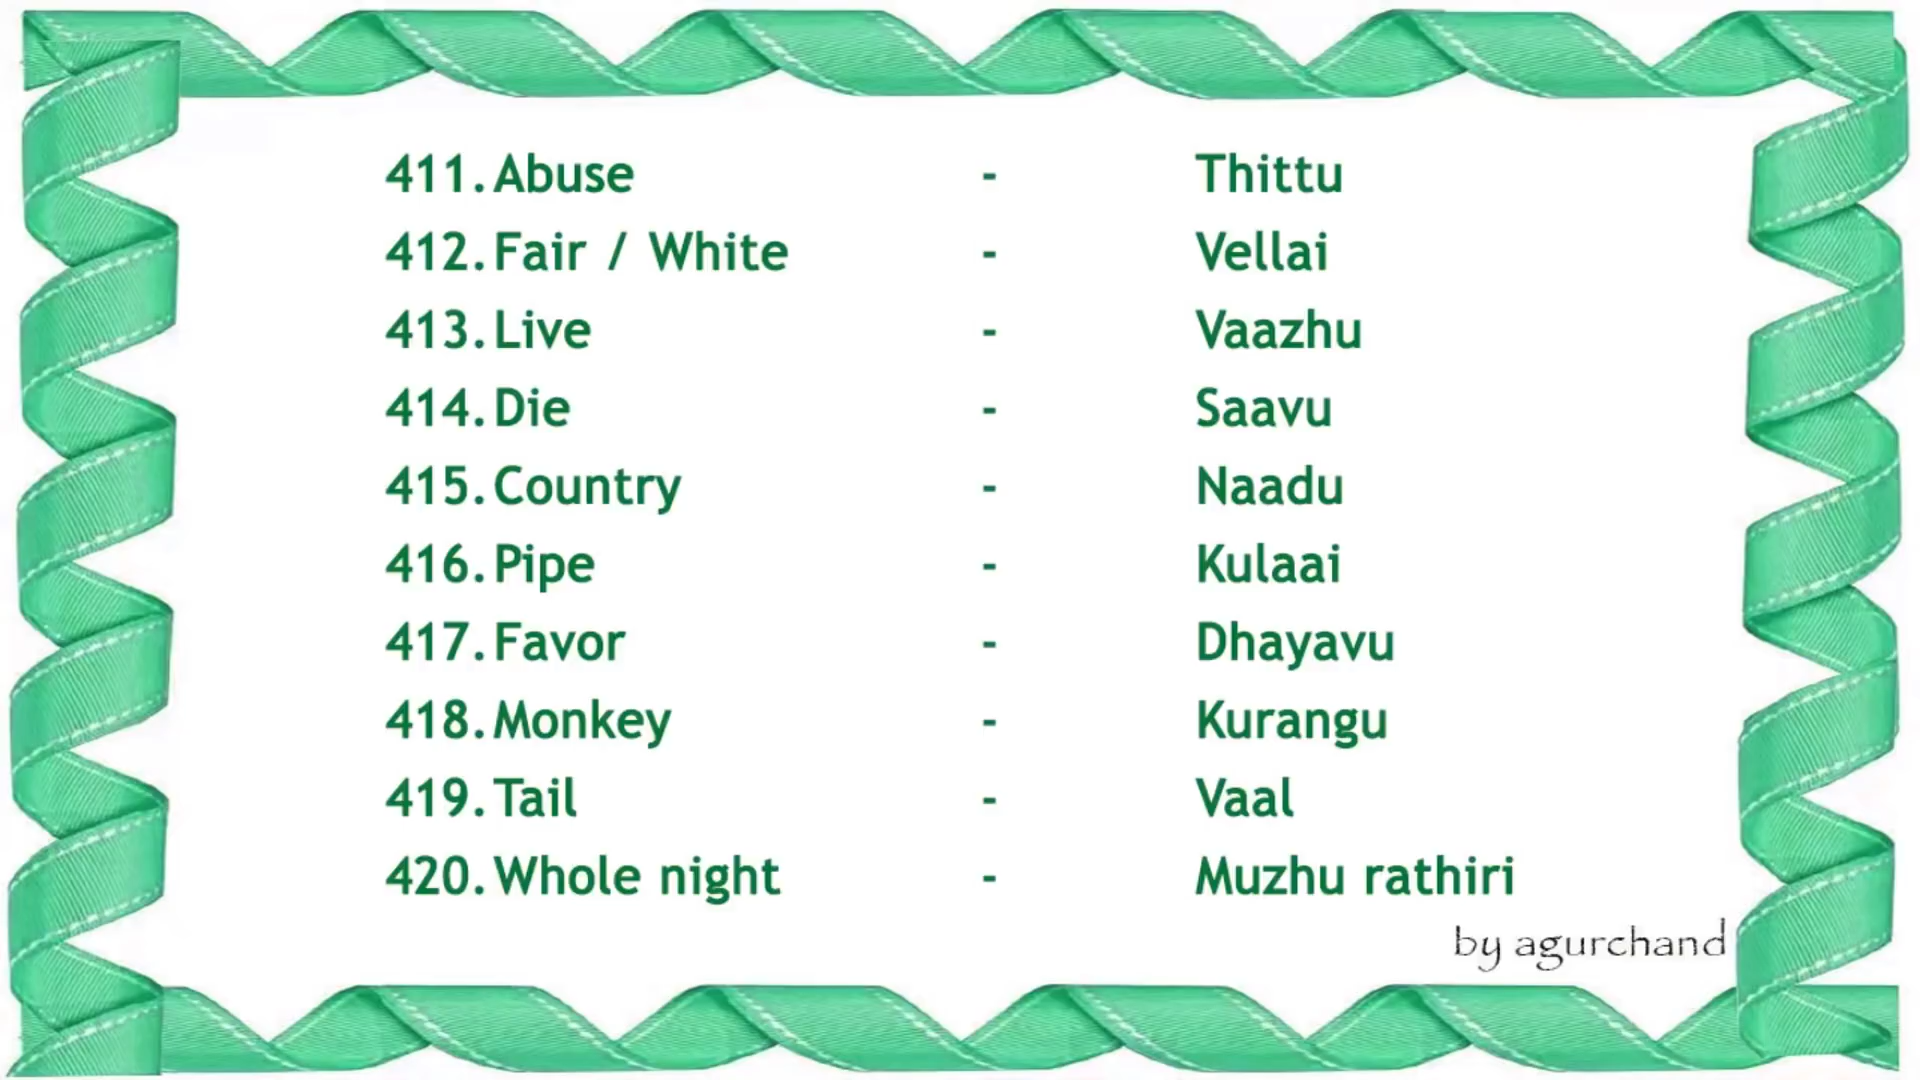 411. Abuse - Thittu
412. Fair / White - Vellai
413. Live - Vaazhu
414. Die - Saavu
415. Country - Naadu
416. Pipe - Kulaai
417. Favor - Dhayavu
418. Monkey - Kurangu
419. Tail - Vaal
420. Whole night - Muzhu rathiri
by agurchand